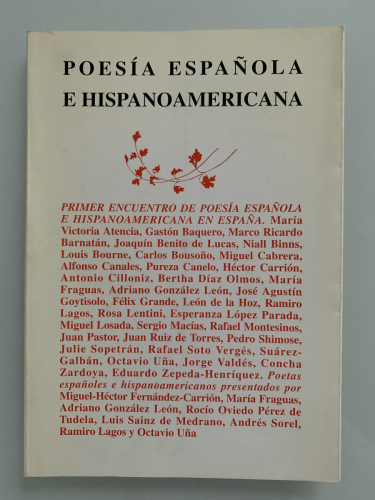 POESÍA ESPAÑOLA
E HISPANOAMERICANA
PRIMER ENCUENTRO DE POESÍA ESPAÑOLA
E HISPANOAMERICANA EN ESPAÑA. María
Victoria Atencia, Gastón Baquero, Marco Ricardo
Barnatán, Joaquín Benito de Lucas, Niall Binns,
Louis Bourne, Carlos Bousoño, Miguel Cabrera,
Alfonso Canales, Pureza Canelo, Héctor Carrión,
Antonio Cilloniz, Bertha Díaz Olmos, María
Fraguas, Adriano González León, José Agustín
Goytisolo, Félix Grande, León de la Hoz, Ramiro
Lagos, Rosa Lentini, Esperanza López Parada,
Miguel Losada, Sergio Macías, Rafael Montesinos,
Juan Pastor, Juan Ruiz de Torres, Pedro Shimose,
Julie Sopetrán, Rafael Soto Vergés, Suárez-
Galbán, Octavio Uña, Jorge Valdés, Concha
Zardoya, Eduardo Zepeda-Henríquez. Poetas
españoles e hispanoamericanos presentados por
Miguel-Héctor Fernández-Carrión, María Fraguas,
Adriano González León, Rocío Oviedo Pérez de
Tudela, Luis Sainz de Medrano, Andrés Sorel,
Ramiro Lagos y Octavio Uña